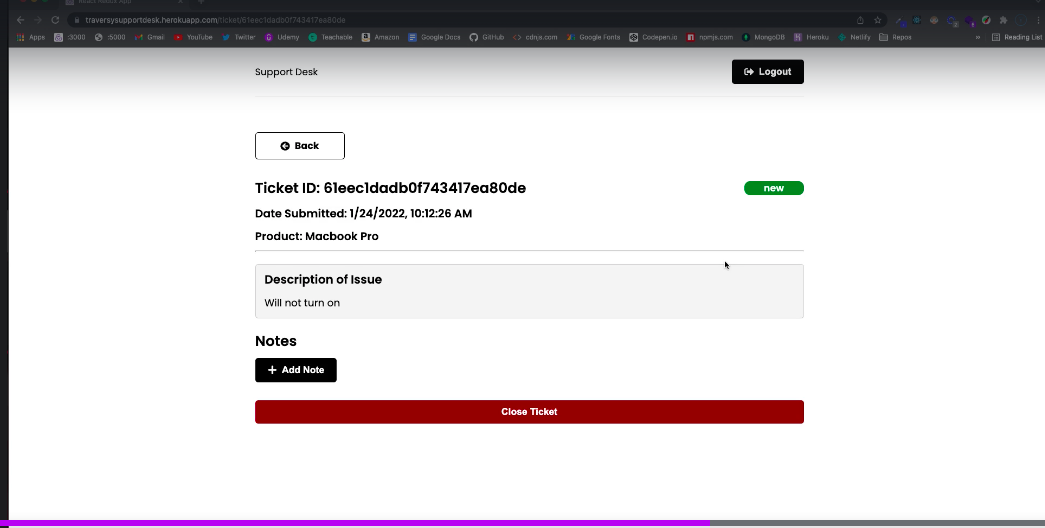 React Redux App
traversysupportdesk.herokuapp.com/ticket/61eec1dadb0f743417ea80de
Apps :3000 :5000 Gmail YouTube Twitter Udemy Teachable Amazon Google Docs GitHub cdnjs.com Google Fonts Codepen.io npmjs.com MongoDB Heroku Netlify Repos » Reading List
Support Desk
Logout
Back
Ticket ID: 61eec1dadb0f743417ea80de
new
Date Submitted: 1/24/2022, 10:12:26 AM
Product: Macbook Pro
Description of Issue
Will not turn on
Notes
+ Add Note
Close Ticket